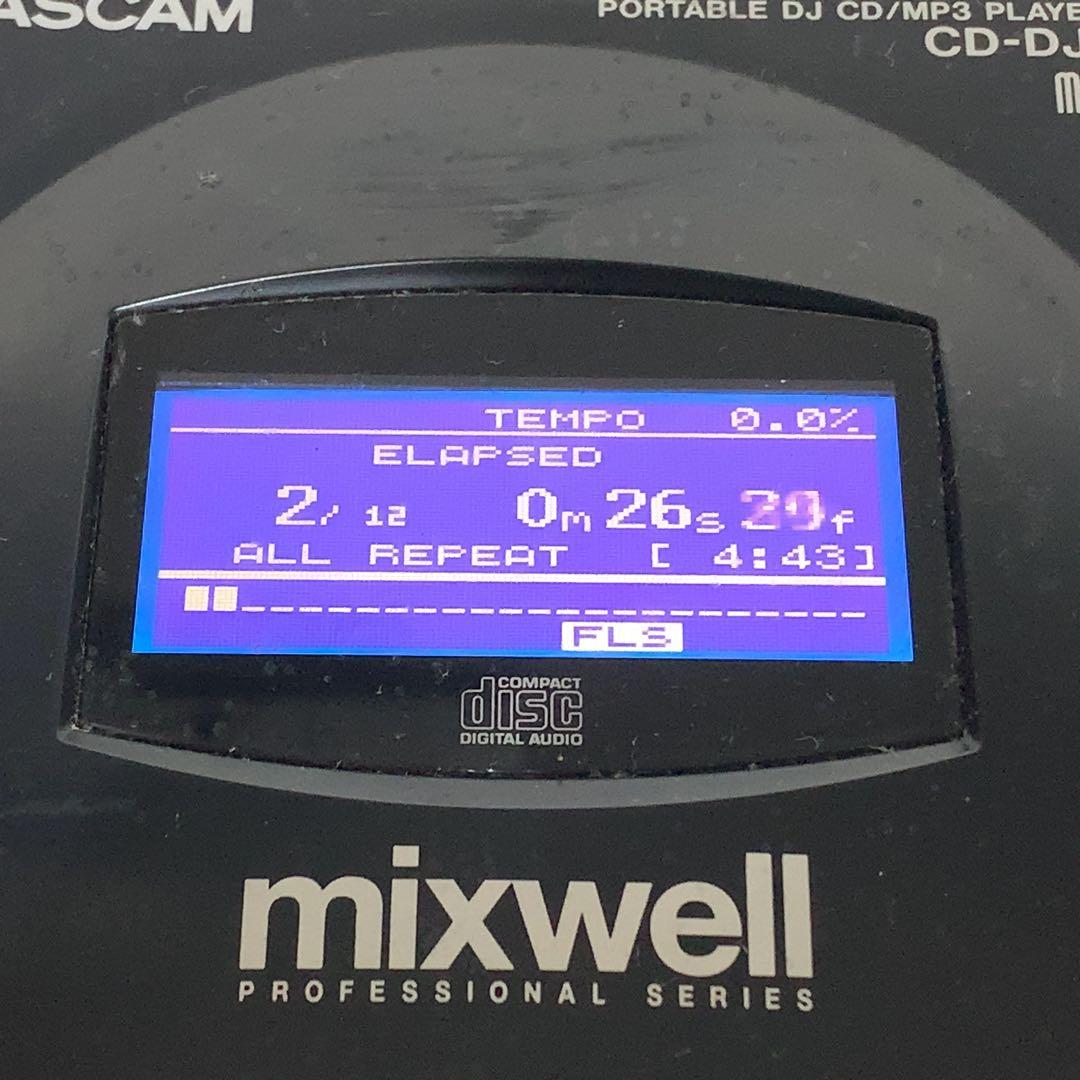 ASCAM
PORTABLE DJ CD/MP3 PLAYE
CD-DJ
TEMPO 0.0%
ELAPSED
2/ 12 0m 26s f
ALL REPEAT [ 4:43]
FLS
COMPACT
disc
DIGITAL AUDIO
mixwell
PROFESSIONAL SERIES